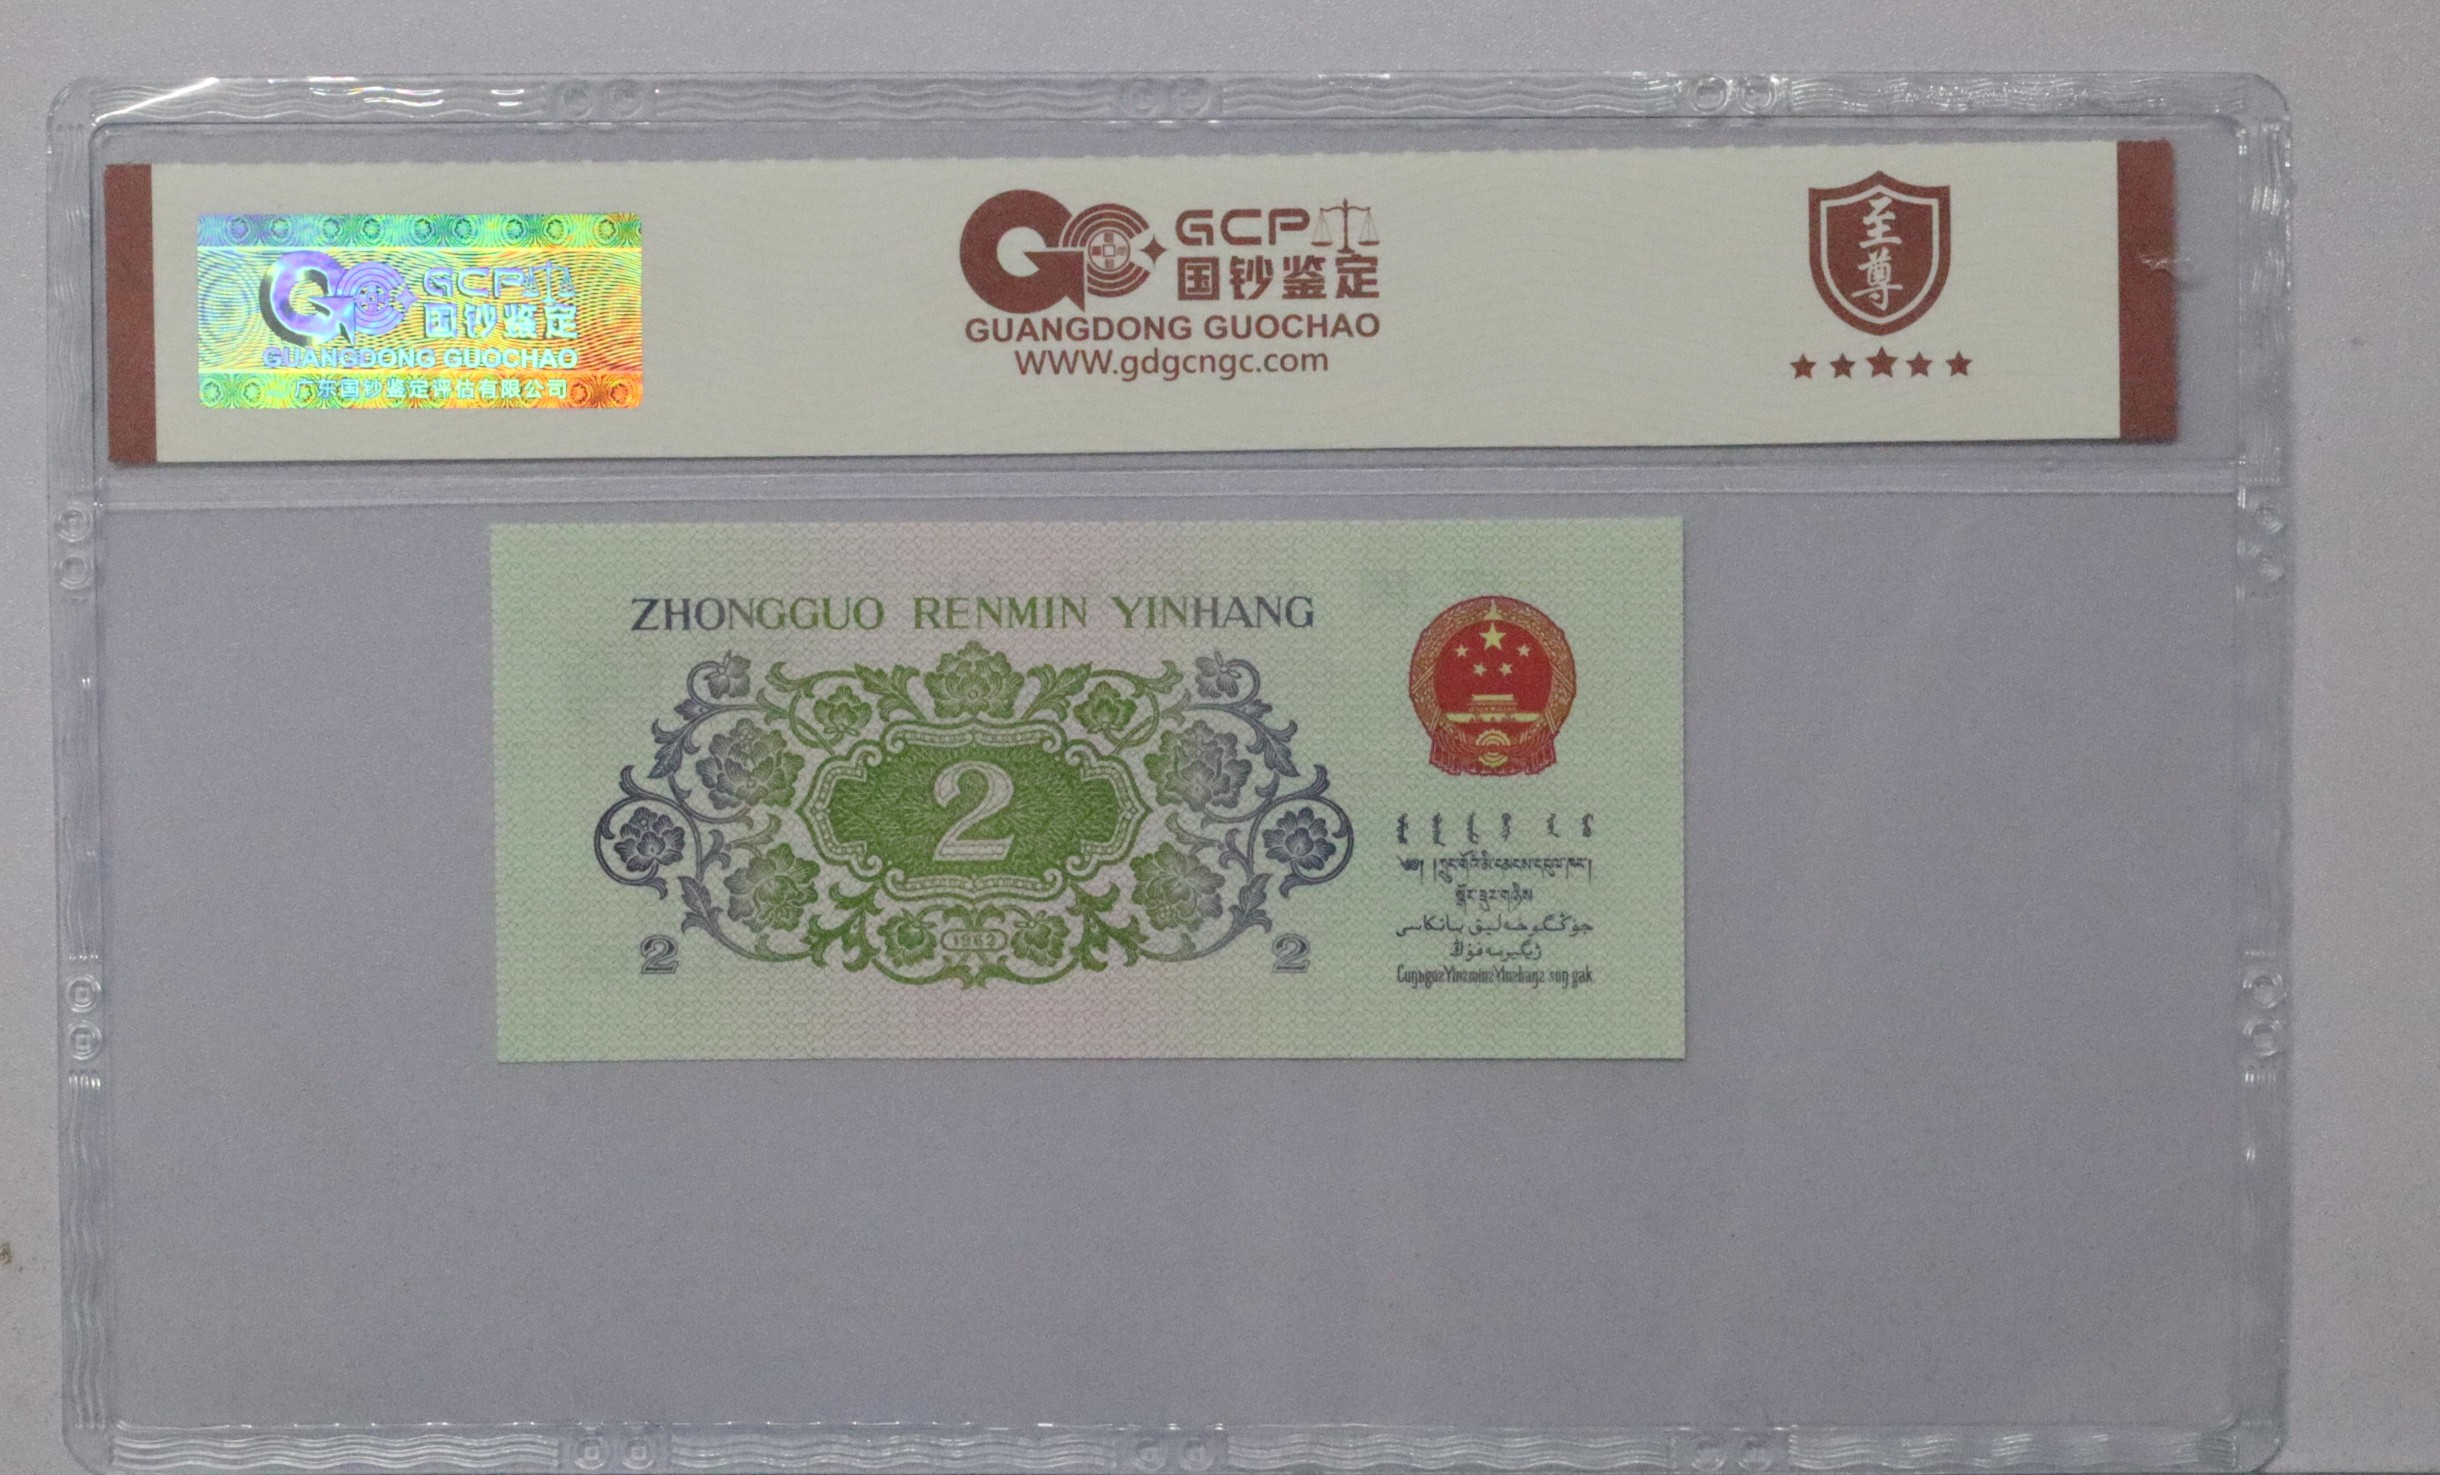 GCP
国钞鉴定
GUANGDONG GUOCHAO
广东国钞鉴定评估有限公司
GCP
国钞鉴定
GUANGDONG GUOCHAO
WWW.gdgcngc.com
至尊
ZHONGGUO RENMIN YINHANG
2
1962
2 2
جۇڭگوخەلىق بانكاسى